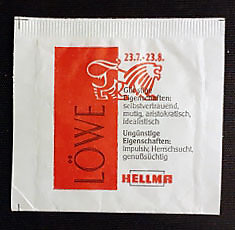 23.7.-23.8.
LÖWE
Günstige
Eigenschaften:
selbstvertrauend,
mutig, aristokratisch,
idealistisch
Ungünstige
Eigenschaften:
Impulsiv, Herrschsucht,
genußsüchtig
HELLMA